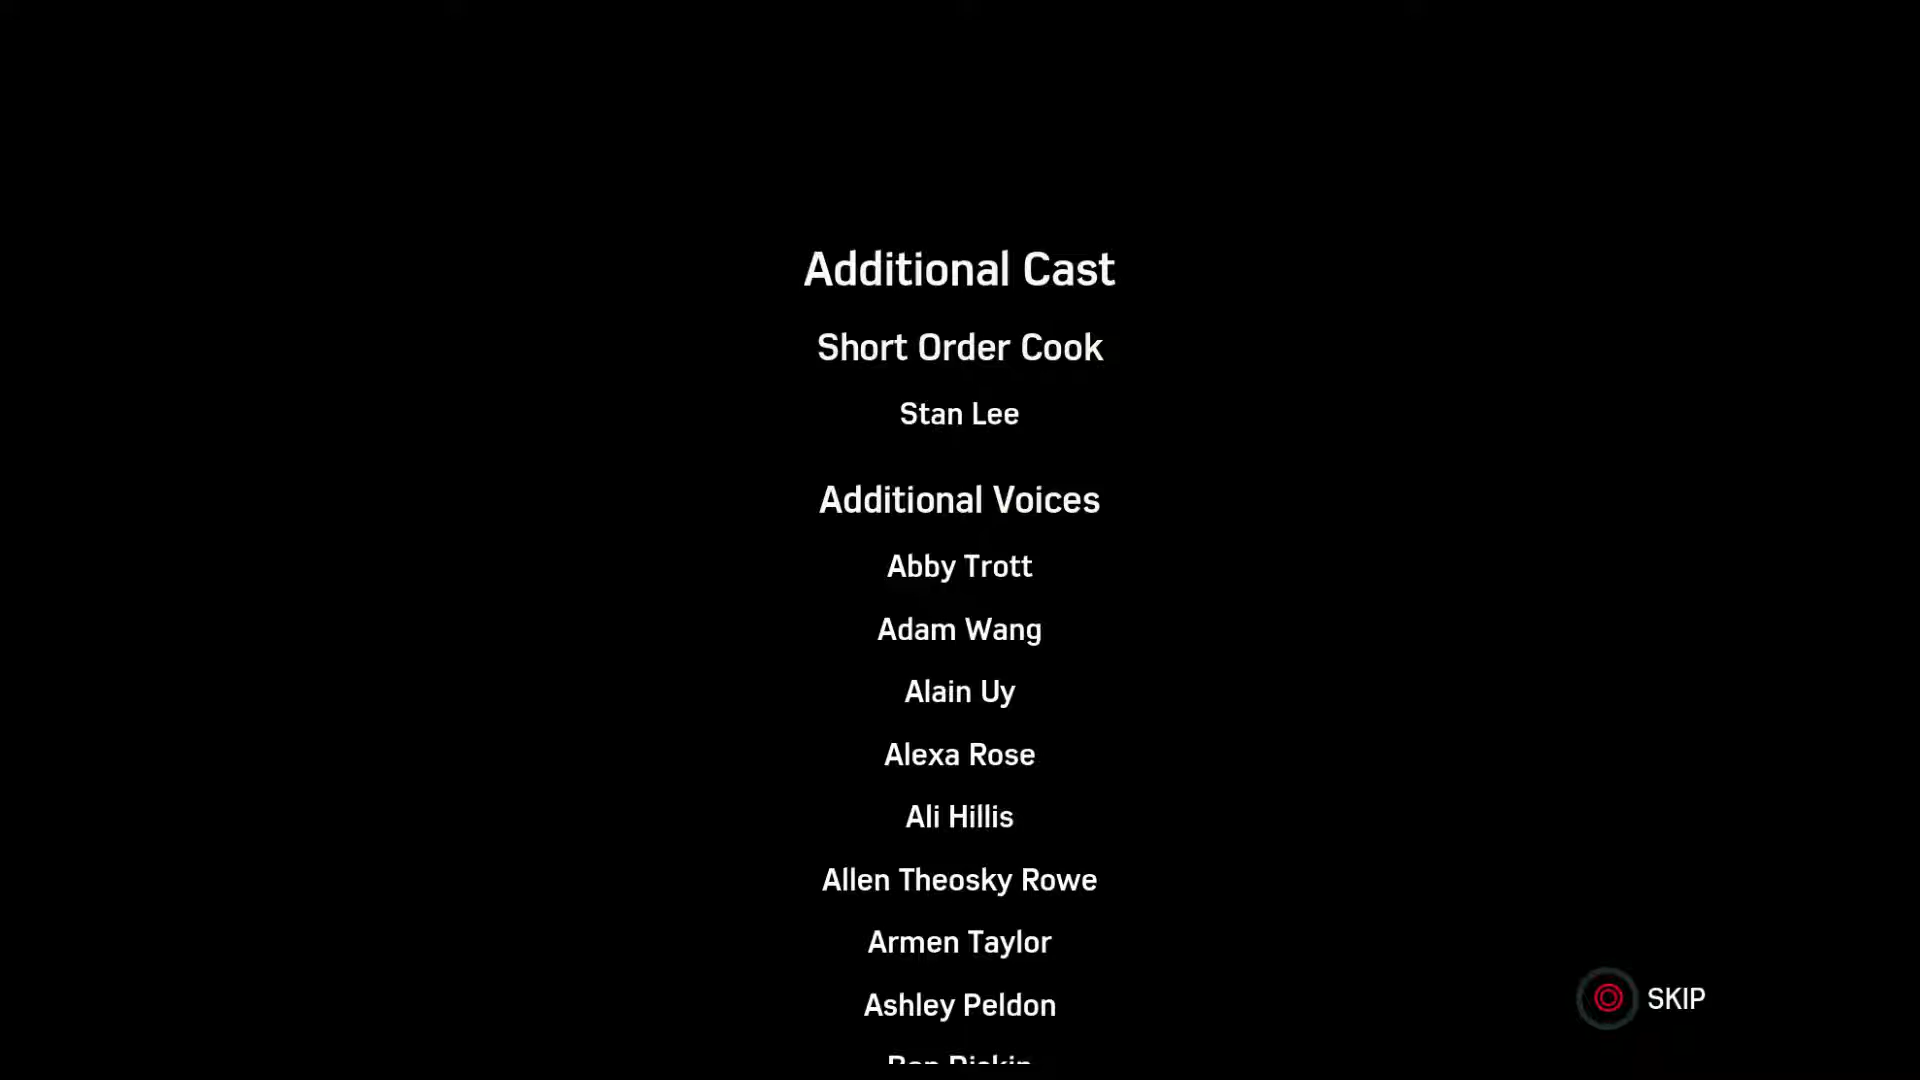 Additional Cast
Short Order Cook
Stan Lee
Additional Voices
Abby Trott
Adam Wang
Alain Uy
Alexa Rose
Ali Hillis
Allen Theosky Rowe
Armen Taylor
Ashley Peldon
SKIP